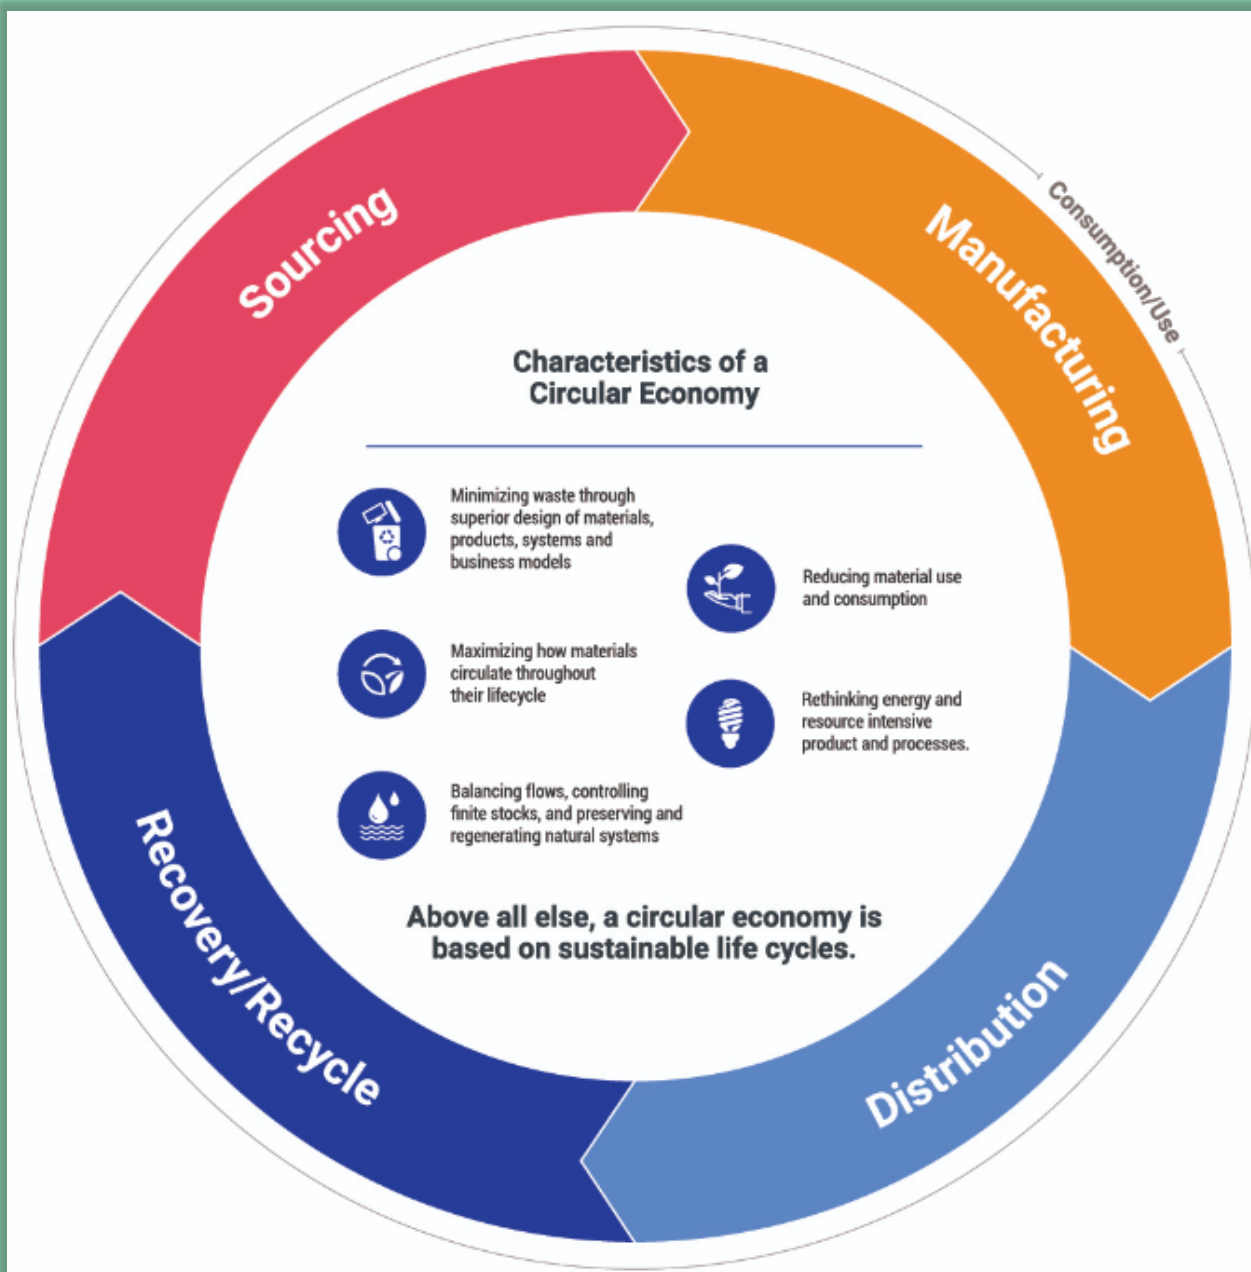 Sourcing
Manufacturing
Consumption/Use
Characteristics of a
Circular Economy
Minimizing waste through
superior design of materials,
products, systems and
business models
Reducing material use
and consumption
Maximizing how materials
circulate throughout
their lifecycle
Rethinking energy and
resource intensive
product and processes.
Balancing flows, controlling
finite stocks, and preserving and
regenerating natural systems
Above all else, a circular economy is
based on sustainable life cycles.
Recovery/Recycle
Distribution